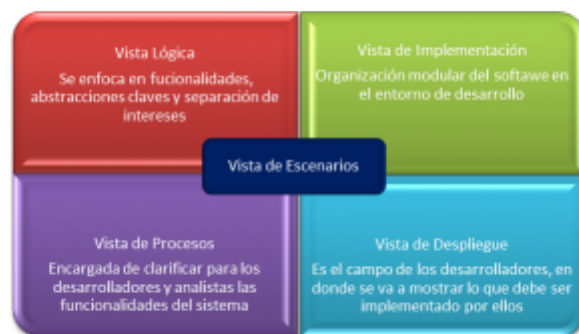 Vista Lógica
Se enfoca en fucionalidades,
abstracciones claves y separación de
intereses
Vista de Implementación
Organización modular del softawe en
el entorno de desarrollo
Vista de Escenarios
Vista de Procesos
Encargada de clarificar para los
desarrolladores y analistas las
funcionalidades del sistema
Vista de Despliegue
Es el campo de los desarrolladores, en
donde se va a mostrar lo que debe ser
implementado por ellos